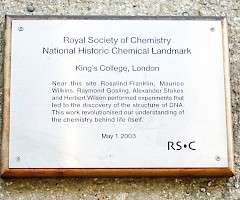 Royal Society of Chemistry
National Historic Chemical Landmark
King's College, London
Near this site Rosalind Franklin, Maurice
Wilkins, Raymond Gosling, Alexander Stokes
and Herbert Wilson performed experiments that
led to the discovery of the structure of DNA.
This work revolutionised our understanding of
the chemistry behind life itself.
May 1 2003
RS•C